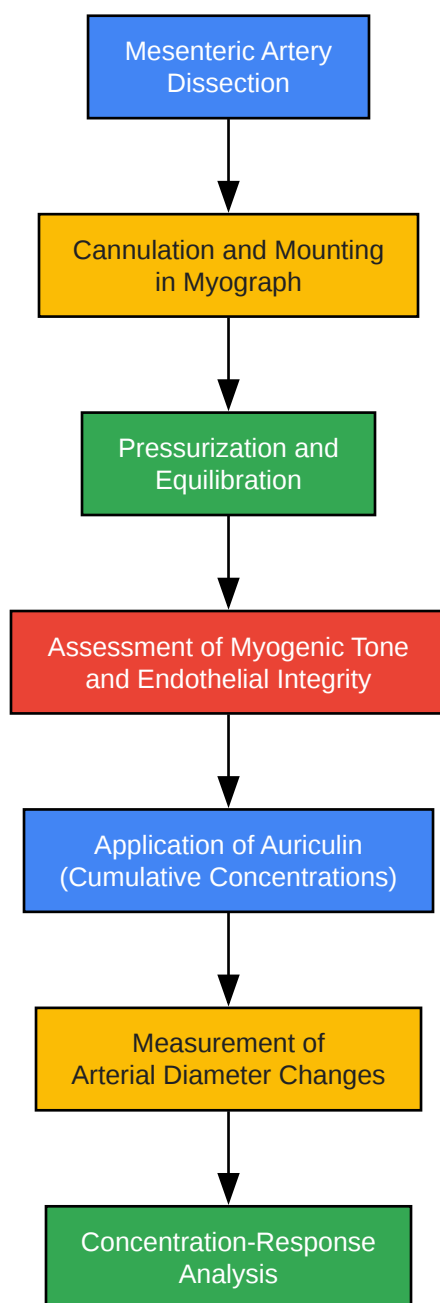 Mesenteric Artery
Dissection
Cannulation and Mounting
in Myograph
Pressurization and
Equilibration
Assessment of Myogenic Tone
and Endothelial Integrity
Application of Auriculin
(Cumulative Concentrations)
Measurement of
Arterial Diameter Changes
Concentration-Response
Analysis